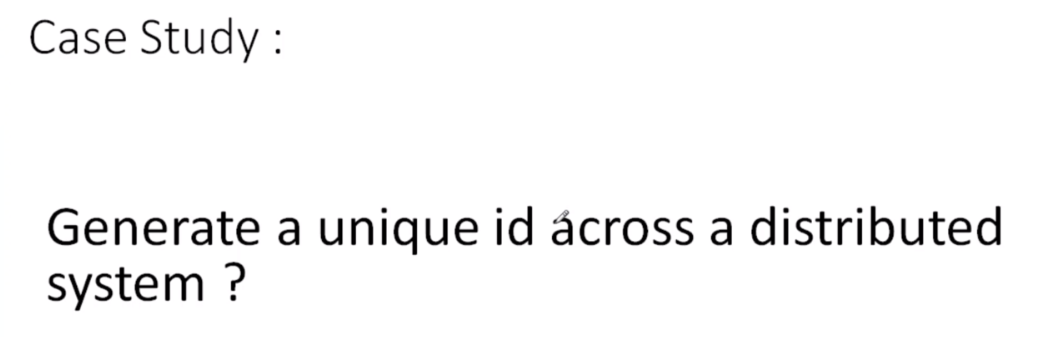 Case Study :
Generate a unique id across a distributed
system ?